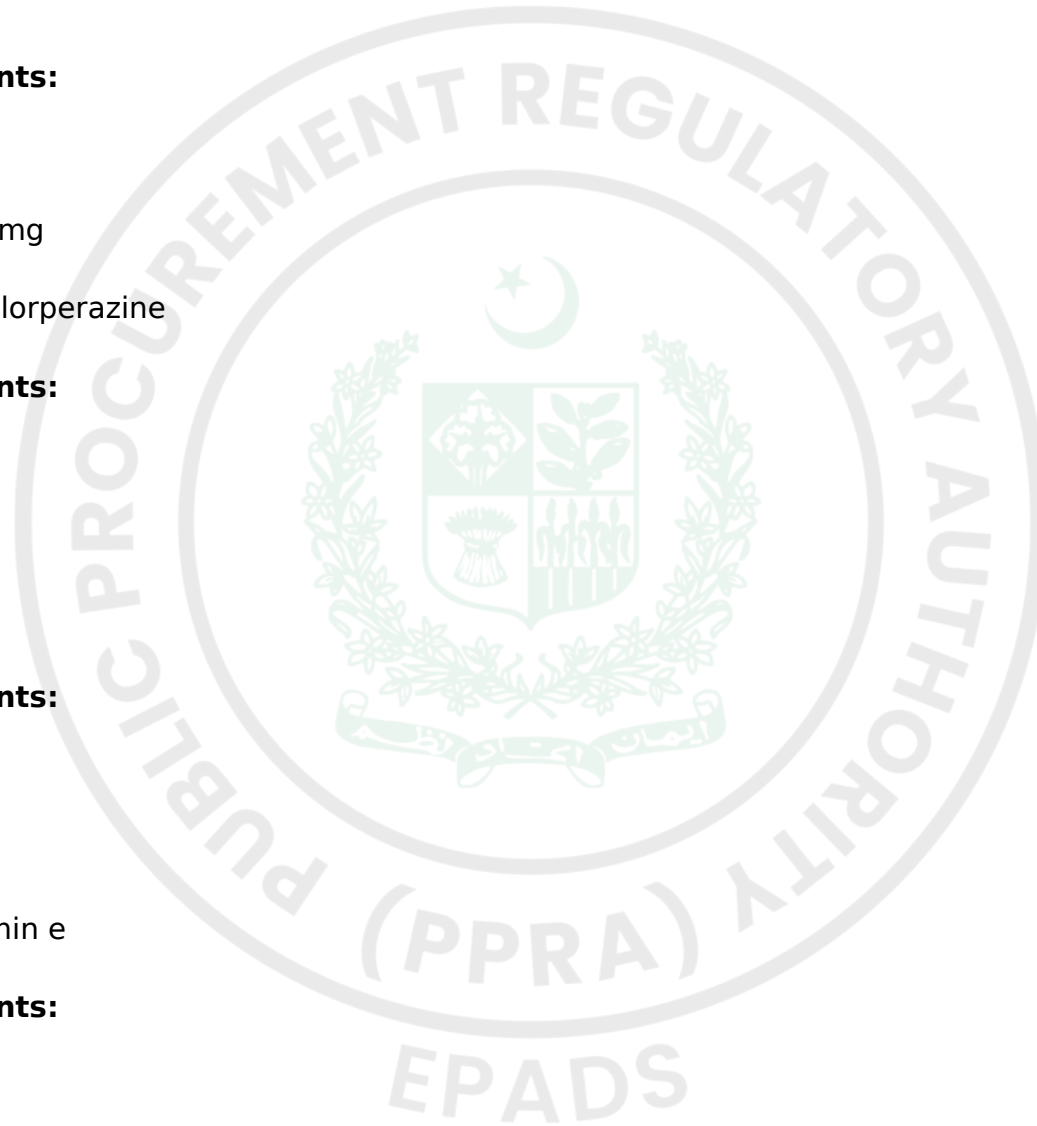 nts:
mg
lorperazine
nts:
nts:
nin e
nts:
PUBLIC PROCUREMENT REGULATORY AUTHORITY
(PPRA)
EPADS